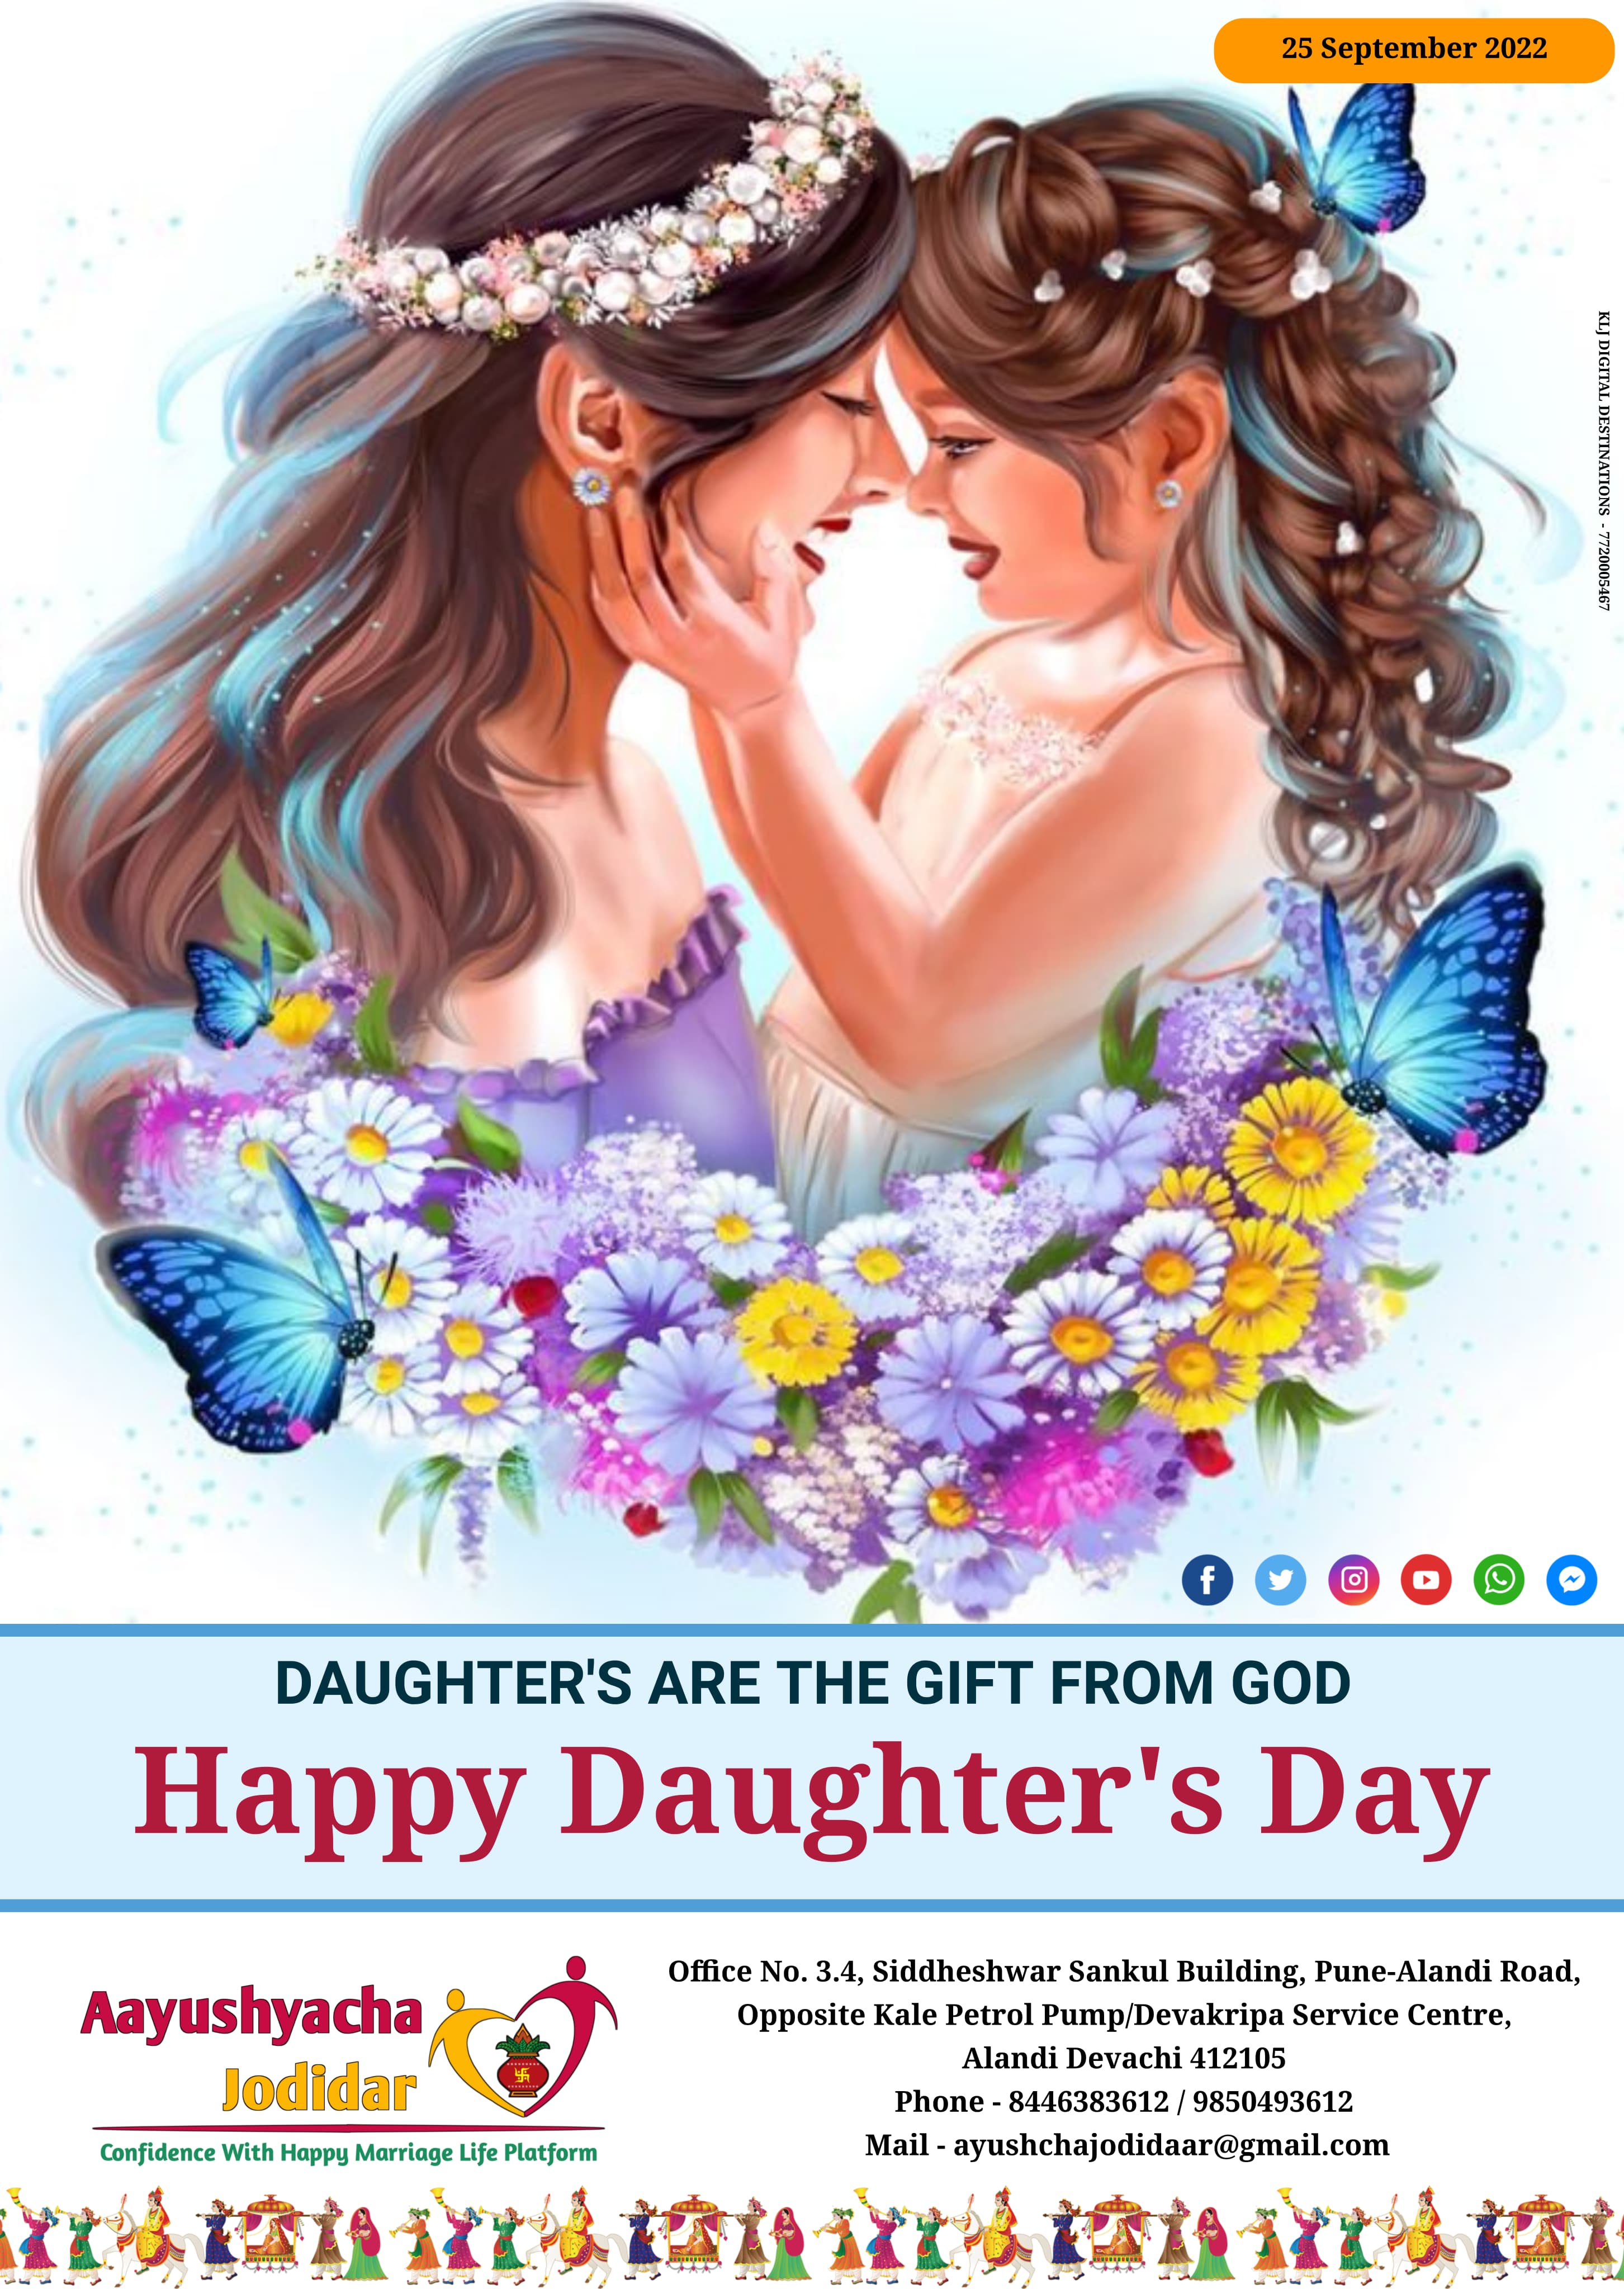 25 September 2022
KLJ DIGITAL DESTINATIONS - 7720005467
DAUGHTER'S ARE THE GIFT FROM GOD
Happy Daughter's Day
Aayushyacha
Jodidar
Confidence With Happy Marriage Life Platform
Office No. 3.4, Siddheshwar Sankul Building, Pune-Alandi Road,
Opposite Kale Petrol Pump/Devakripa Service Centre,
Alandi Devachi 412105
Phone - 8446383612 / 9850493612
Mail - ayushchajodidaar@gmail.com